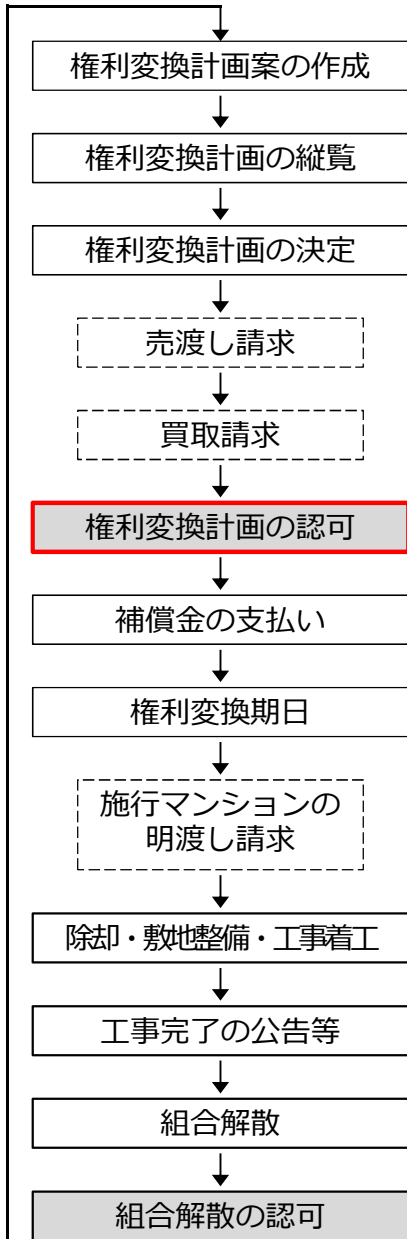 権利変換計画案の作成
権利変換計画の縦覧
権利変換計画の決定
売渡し請求
買取請求
権利変換計画の認可
補償金の支払い
権利変換期日
施行マンションの
明渡し請求
除却・敷地整備・工事着工
工事完了の公告等
組合解散
組合解散の認可